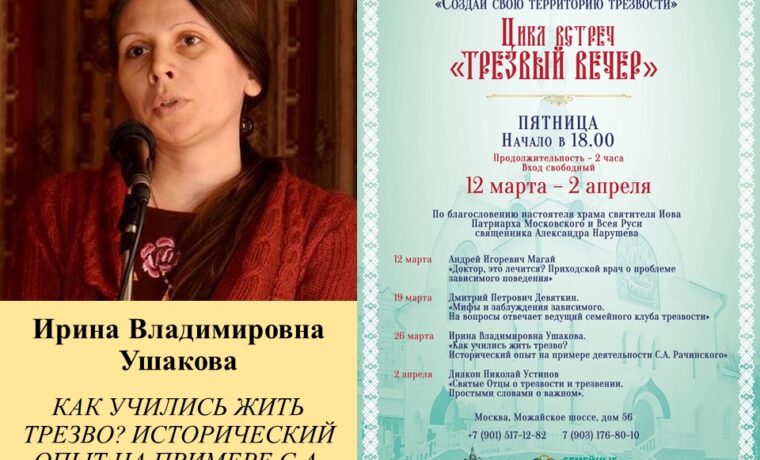 Ирина Владимировна
Ушакова
КАК УЧИЛИСЬ ЖИТЬ
ТРЕЗВО? ИСТОРИЧЕСКИЙ
ОПЫТ НА ПРИМЕРЕ С.А.
«Создай свою территорию трезвости»
Цикл встреч
«ТРЕЗВЫЙ ВЕЧЕР»
ПЯТНИЦА
Начало в 18.00
Продолжительность – 2 часа
Вход свободный
12 марта – 2 апреля
По благословению настоятеля храма святителя Иова
Патриарха Московского и Всея Руси
священника Александра Нарушева
12 марта Андрей Игоревич Магай
«Доктор, это лечится? Приходской врач о проблеме
зависимого поведения»
19 марта Дмитрий Петрович Девяткин.
«Мифы и заблуждения зависимого.
На вопросы отвечает ведущий семейного клуба трезвости»
26 марта Ирина Владимировна Ушакова.
«Как учились жить трезво?
Исторический опыт на примере деятельности С.А. Рачинского»
2 апреля Диакон Николай Устинов
«Святые Отцы о трезвости и трезвении.
Простыми словами о важном».
Москва, Можайское шоссе, дом 56
+7 (901) 517-12-82 7 (903) 176-80-10
СЕМЕЙНЫЕ